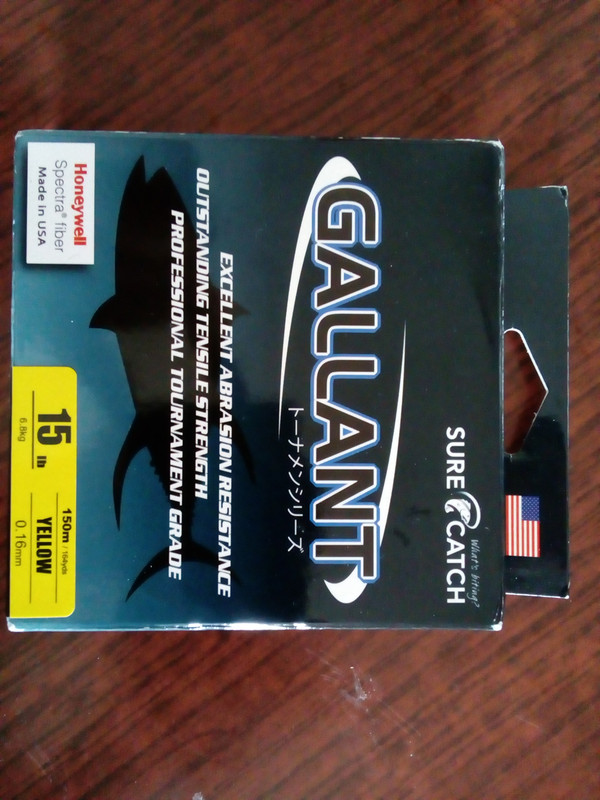 SURE CATCH
What's biting?
GALLANT
トーナメンシリーズ
EXCELLENT ABRASION RESISTANCE
OUTSTANDING TENSILE STRENGTH
PROFESSIONAL TOURNAMENT GRADE
Honeywell
Spectra® fiber
Made in USA
15 lb
6.8kg
150m / 164yds
YELLOW
0.16mm